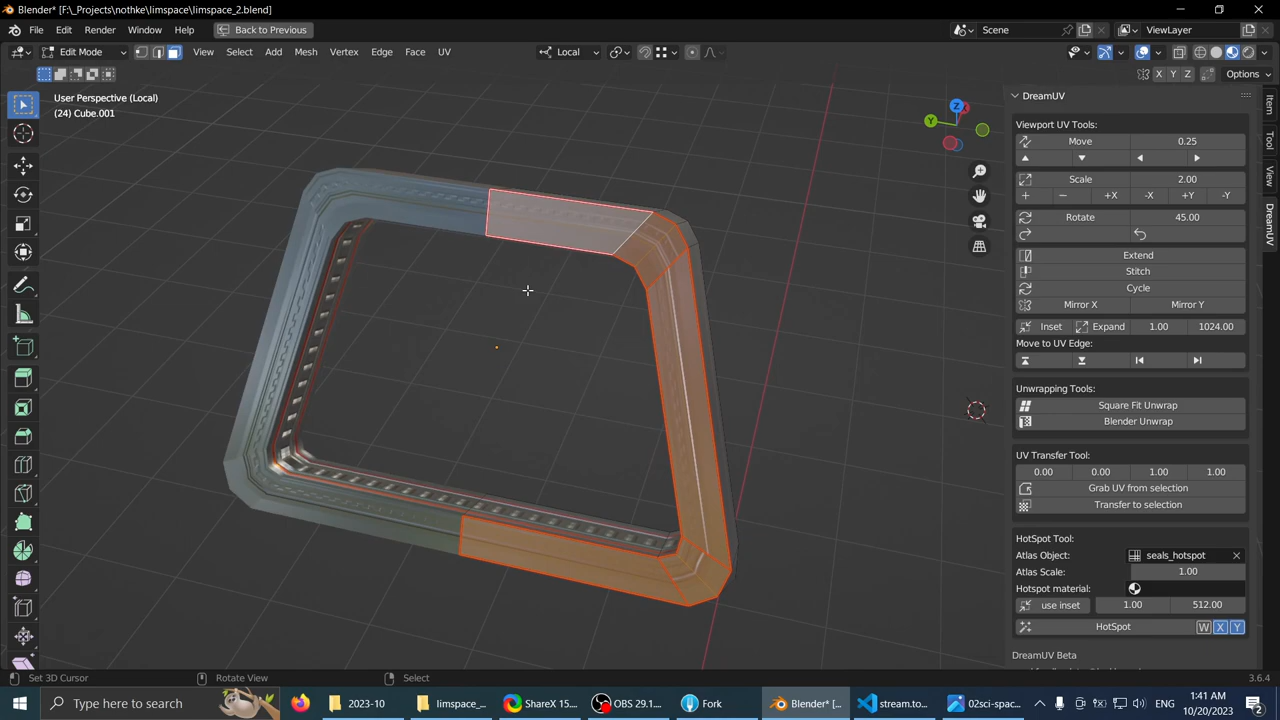 Blender* [F:\_Projects\nothke\limspace\limspace_2.blend]
File Edit Render Window Help Back to Previous Scene ViewLayer
Edit Mode View Select Add Mesh Vertex Edge Face UV Local
X Y Z Options
User Perspective (Local)
(24) Cube.001
Z X Y
DreamUV
Viewport UV Tools:
Move 0.25
Scale 2.00
+ − +X -X +Y -Y
Rotate 45.00
Extend
Stitch
Cycle
Mirror X Mirror Y
Inset Expand 1.00 1024.00
Move to UV Edge:
Unwrapping Tools:
Square Fit Unwrap
Blender Unwrap
UV Transfer Tool:
0.00 0.00 1.00 1.00
Grab UV from selection
Transfer to selection
HotSpot Tool:
Atlas Object: seals_hotspot
Atlas Scale: 1.00
Hotspot material:
use inset 1.00 512.00
HotSpot W X Y
DreamUV Beta
Item
Tool
View
DreamUV
Set 3D Cursor Rotate View Select 3.6.4
Type here to search 2023-10 limspace_... ShareX 15.... OBS 29.1.... Fork Blender* [... stream.to... 02sci-spac... ENG 1:41 AM
10/20/2023 2